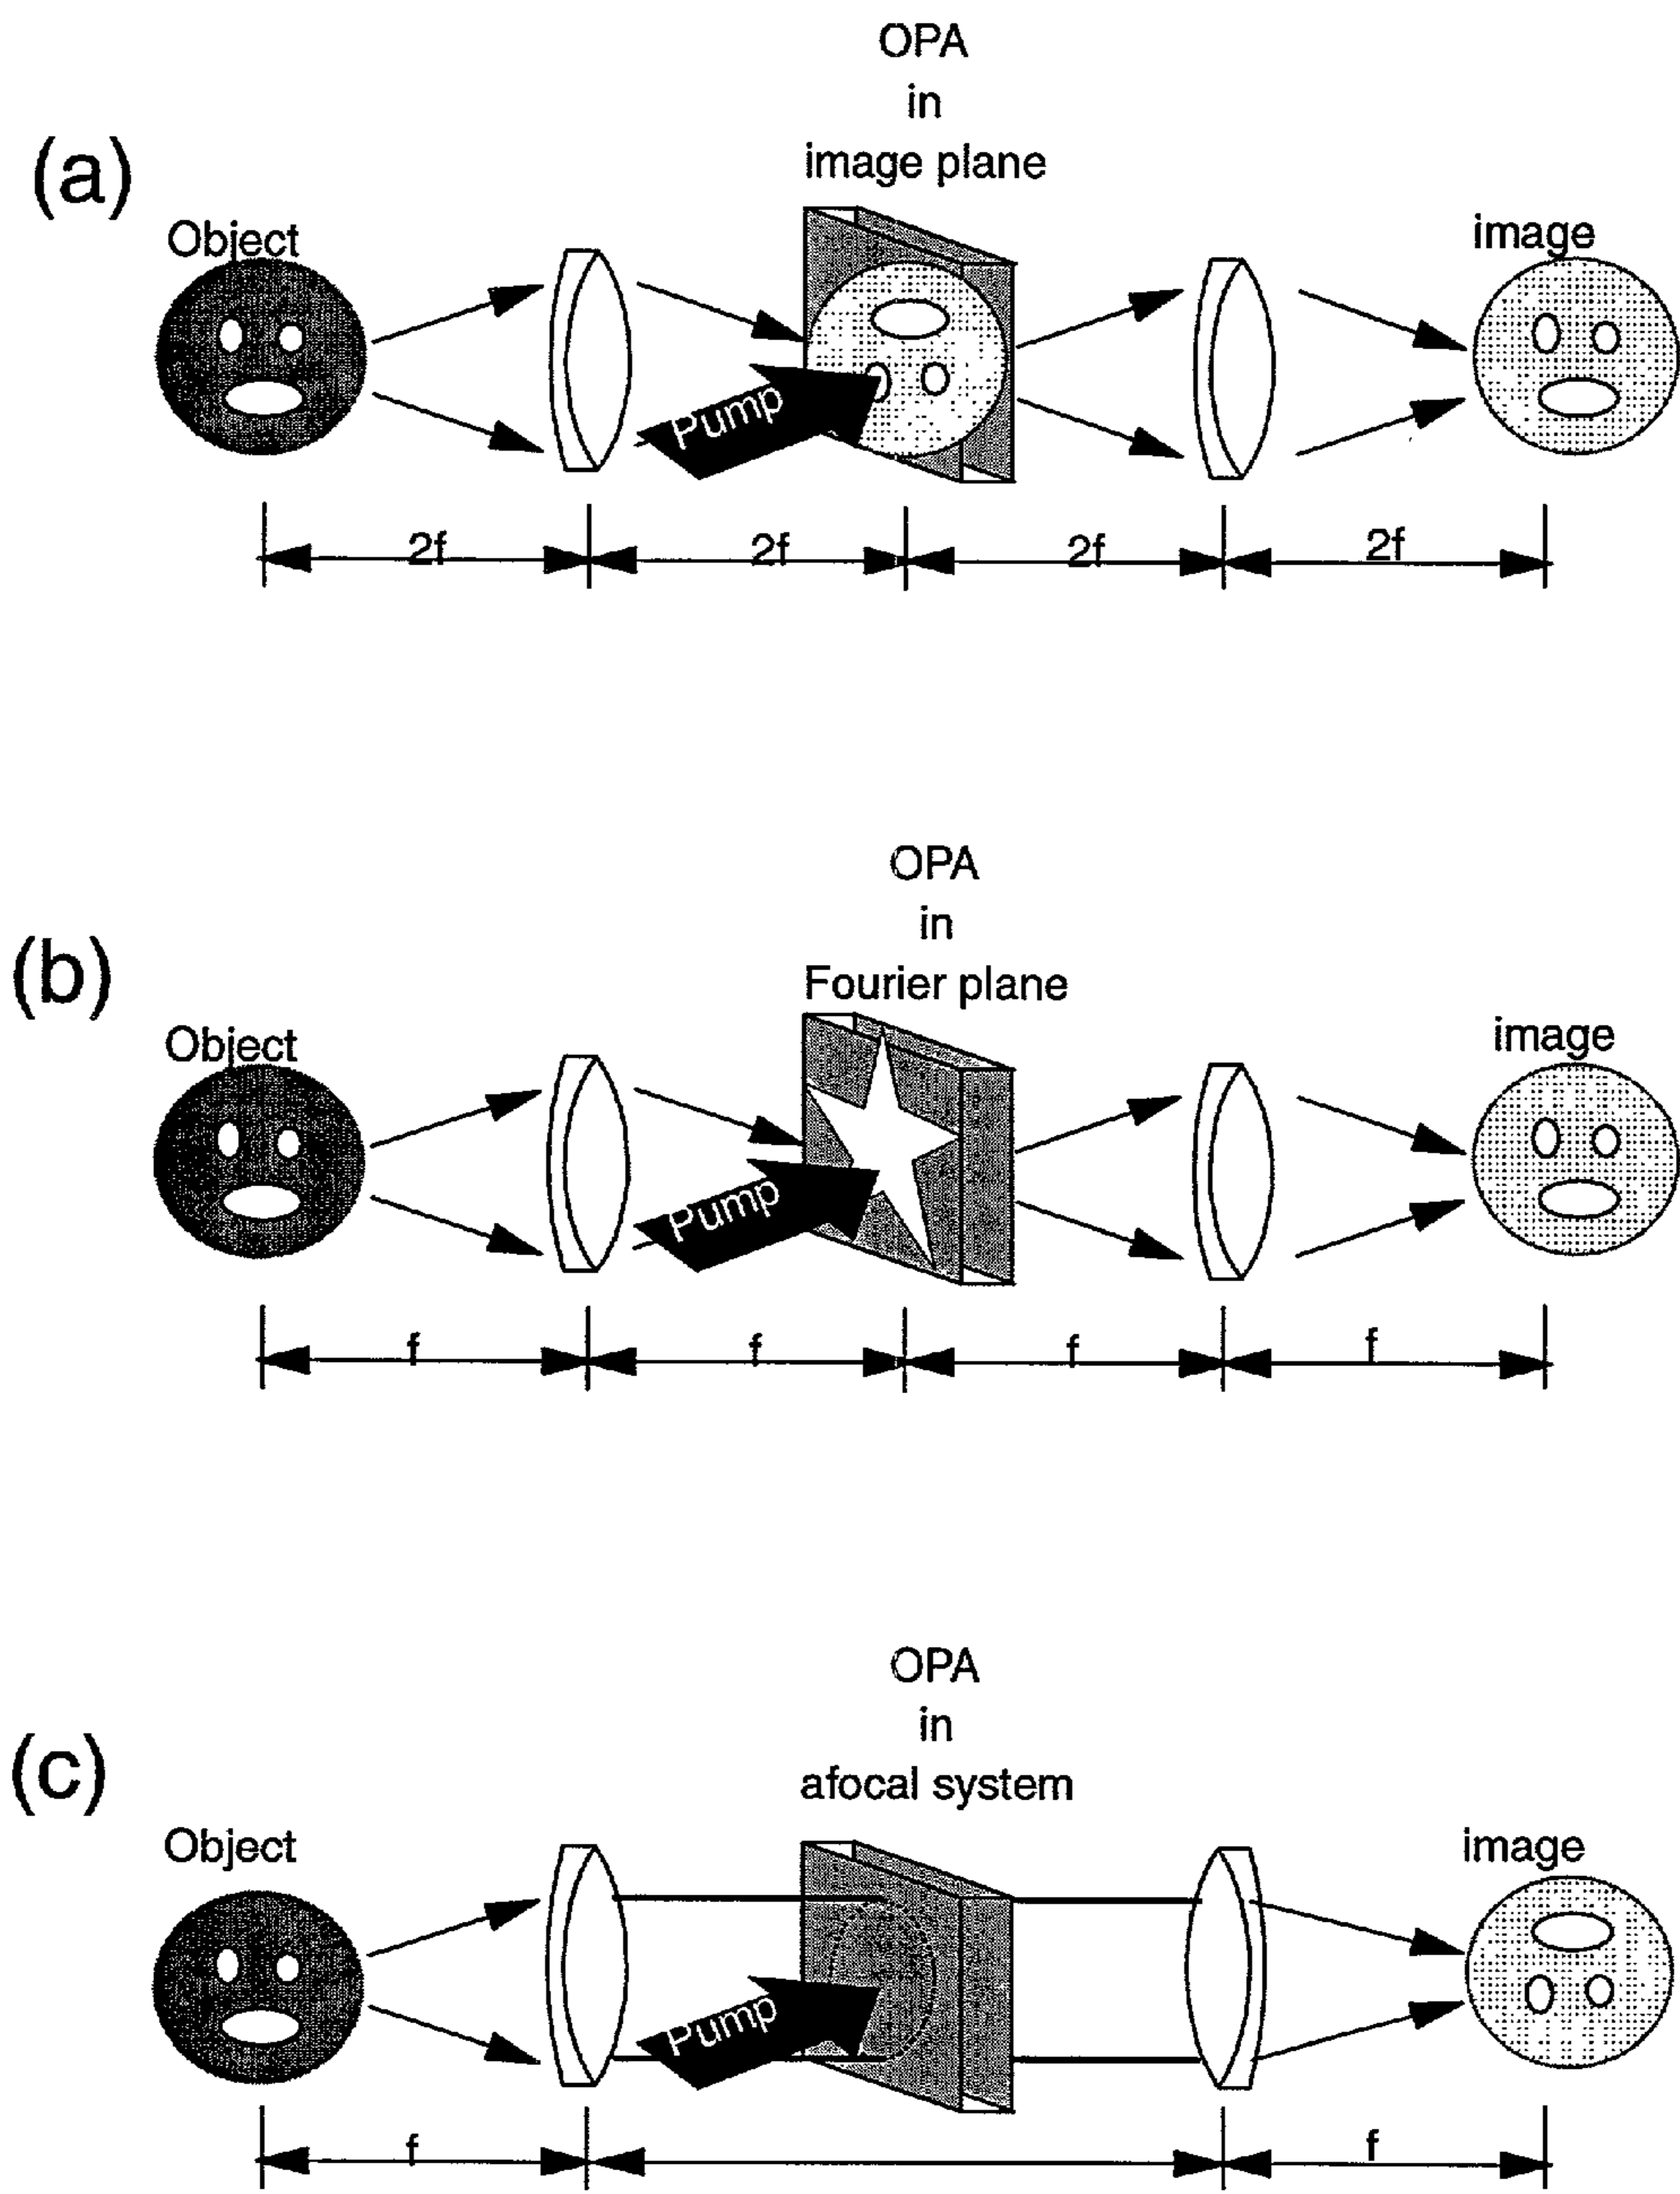 OPA
in
image plane
(a)
Object
image
Pump
2f 2f 2f 2f
OPA
in
Fourier plane
(b)
Object
image
Pump
f f f f
OPA
in
afocal system
(c)
Object
image
Pump
f f